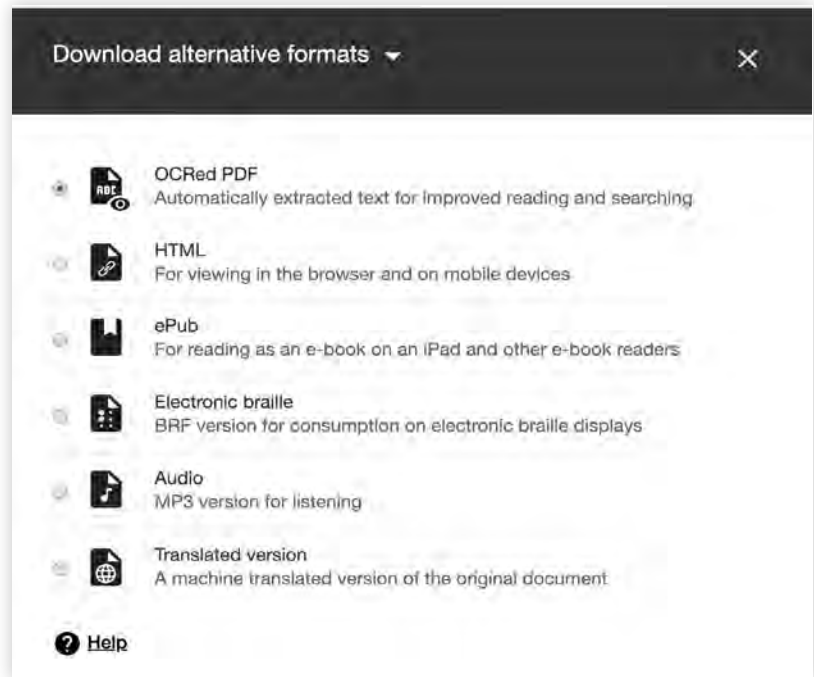 Download alternative formats
OCRed PDF
Automatically extracted text for improved reading and searching
HTML
For viewing in the browser and on mobile devices
ePub
For reading as an e-book on an iPad and other e-book readers
Electronic braille
BRF version for consumption on electronic braille displays
Audio
MP3 version for listening
Translated version
A machine translated version of the original document
Help